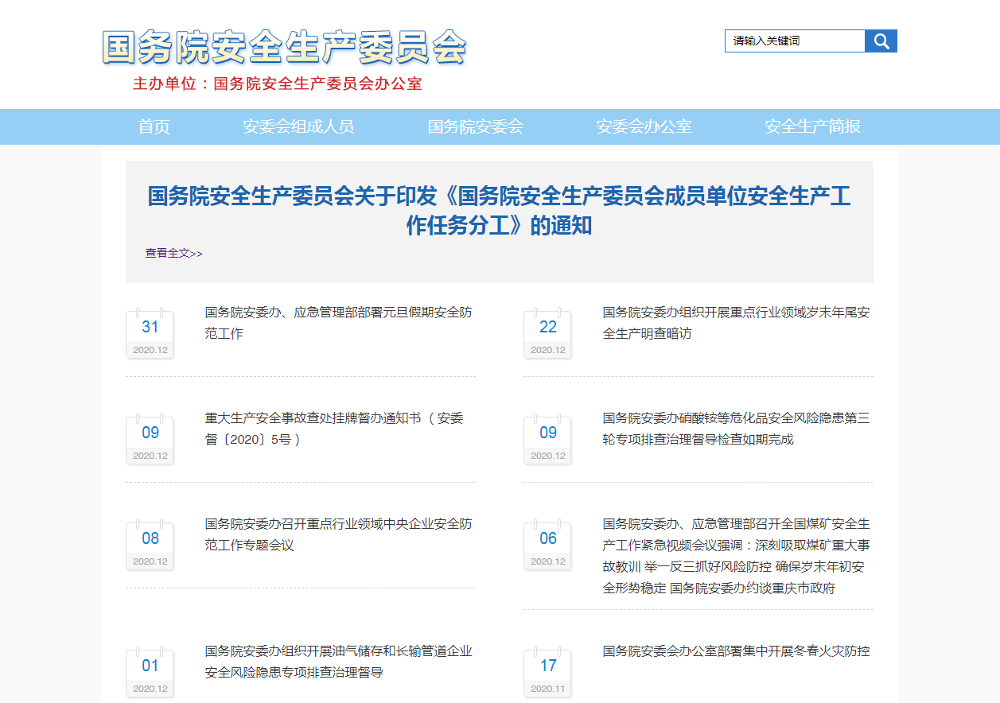 国务院安全生产委员会
主办单位：国务院安全生产委员会办公室
请输入关键词
首页
安委会组成人员
国务院安委会
安委会办公室
安全生产简报
国务院安全生产委员会关于印发《国务院安全生产委员会成员单位安全生产工
作任务分工》的通知
查看全文>>
31
2020.12
国务院安委办、应急管理部部署元旦假期安全防
范工作
22
2020.12
国务院安委办组织开展重点行业领域岁末年尾安
全生产明查暗访
09
2020.12
重大生产安全事故查处挂牌督办通知书 （ 安委
督〔2020〕5号 ）
09
2020.12
国务院安委办硝酸铵等危化品安全风险隐患第三
轮专项排查治理督导检查如期完成
08
2020.12
国务院安委办召开重点行业领域中央企业安全防
范工作专题会议
06
2020.12
国务院安委办、应急管理部召开全国煤矿安全生
产工作紧急视频会议强调：深刻吸取煤矿重大事
故教训 举一反三抓好风险防控 确保岁末年初安
全形势稳定 国务院安委办约谈重庆市政府
01
2020.12
国务院安委办组织开展油气储存和长输管道企业
安全风险隐患专项排查治理督导
17
2020.11
国务院安委会办公室部署集中开展冬春火灾防控